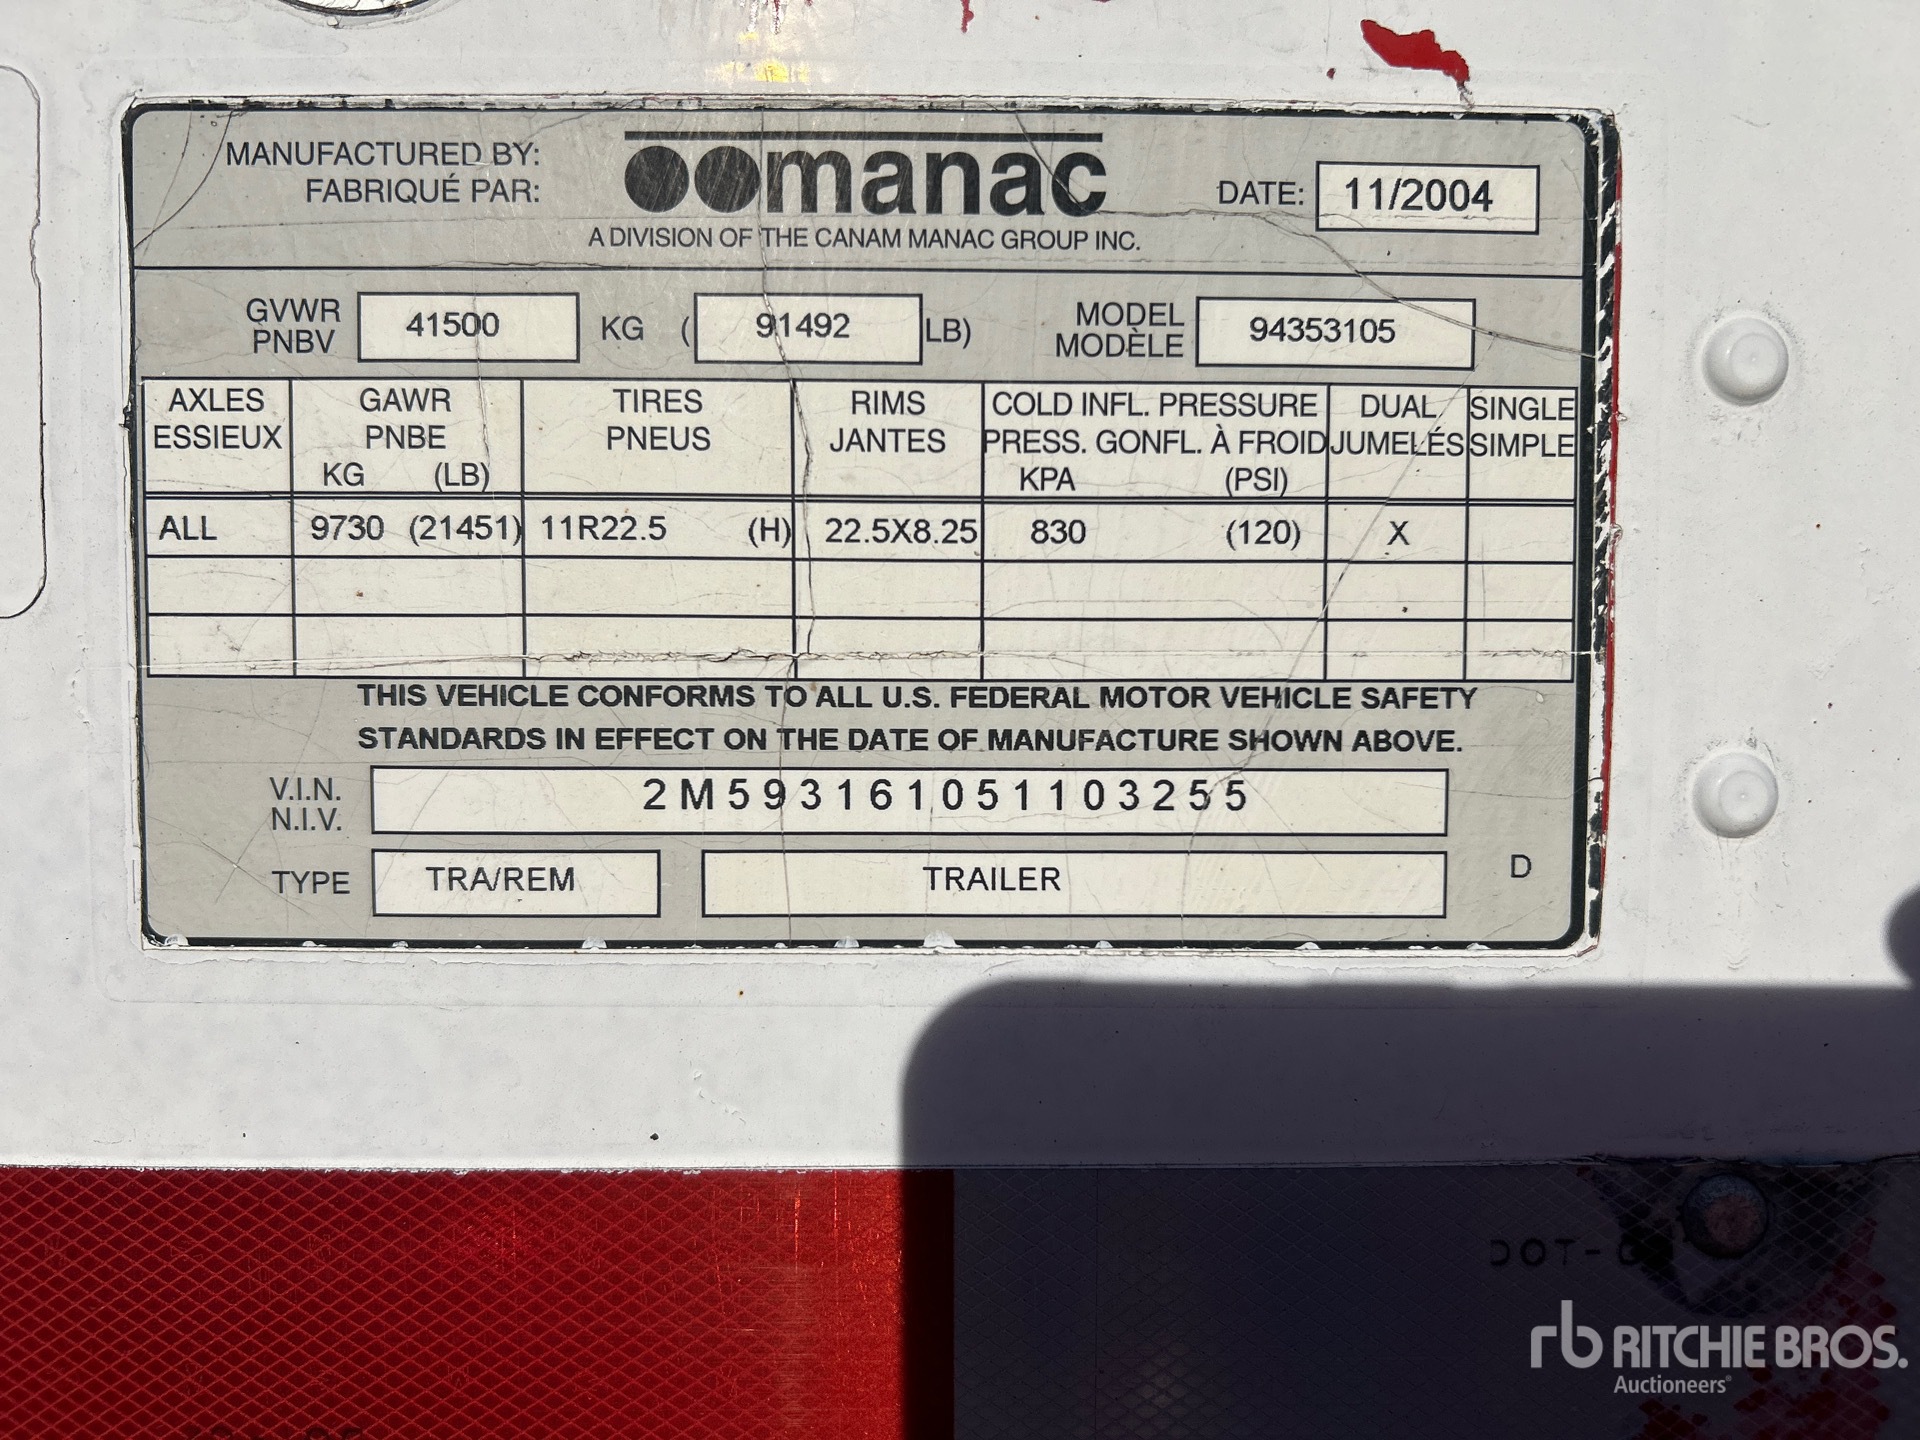 MANUFACTURED BY:
FABRIQUÉ PAR:
manac
A DIVISION OF THE CANAM MANAC GROUP INC.
DATE: 11/2004
GVWR
PNBV
41500 KG ( 91492 LB)
MODEL
MODÈLE
94353105
AXLES
ESSIEUX
GAWR
PNBE
KG (LB)
TIRES
PNEUS
RIMS
JANTES
COLD INFL. PRESSURE
PRESS. GONFL. À FROID
KPA (PSI)
DUAL
JUMELÉS
SINGLE
SIMPLE
ALL 9730 (21451) 11R22.5 (H) 22.5X8.25 830 (120) X
THIS VEHICLE CONFORMS TO ALL U.S. FEDERAL MOTOR VEHICLE SAFETY
STANDARDS IN EFFECT ON THE DATE OF MANUFACTURE SHOWN ABOVE.
V.I.N.
N.I.V.
2M593161051103255
TYPE TRA/REM TRAILER D
DOT-
rb RITCHIE BROS.
Auctioneers